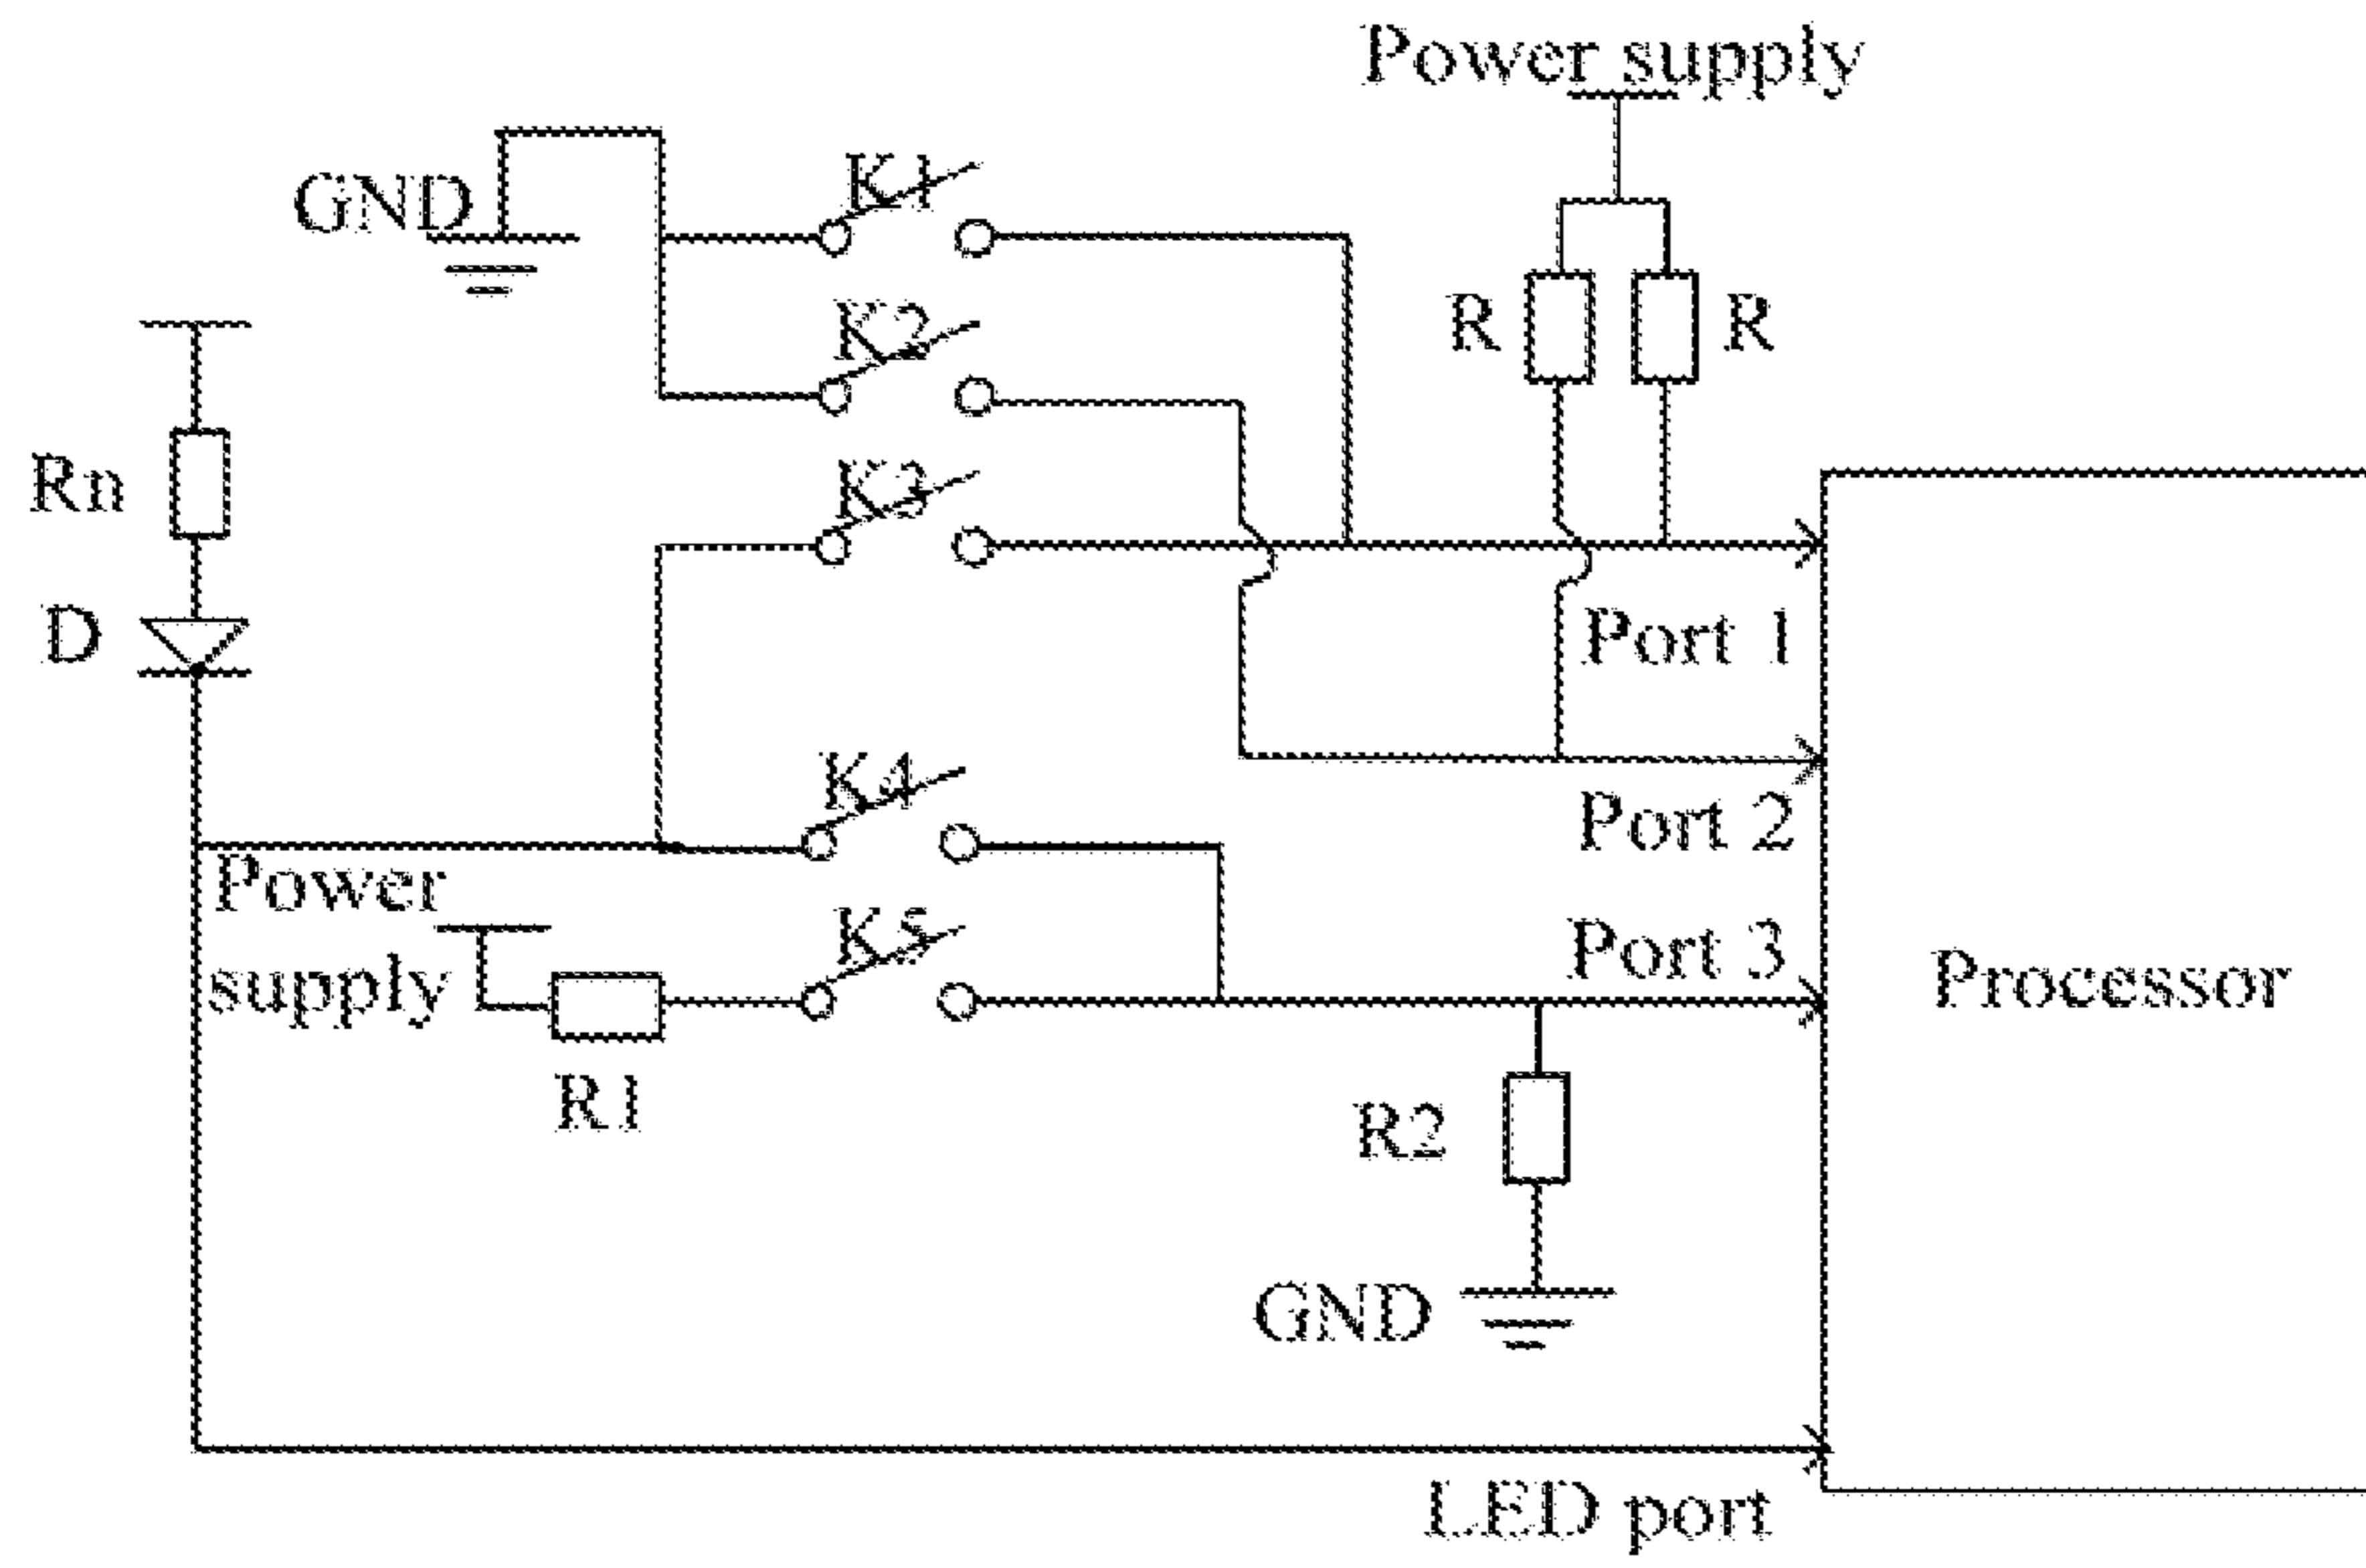 Power supply
K1
GND
K2
R
R
K3
Rn
D
Port 1
K4
Port 2
Power
supply
K5
Port 3
Processor
R1
R2
GND
LED port